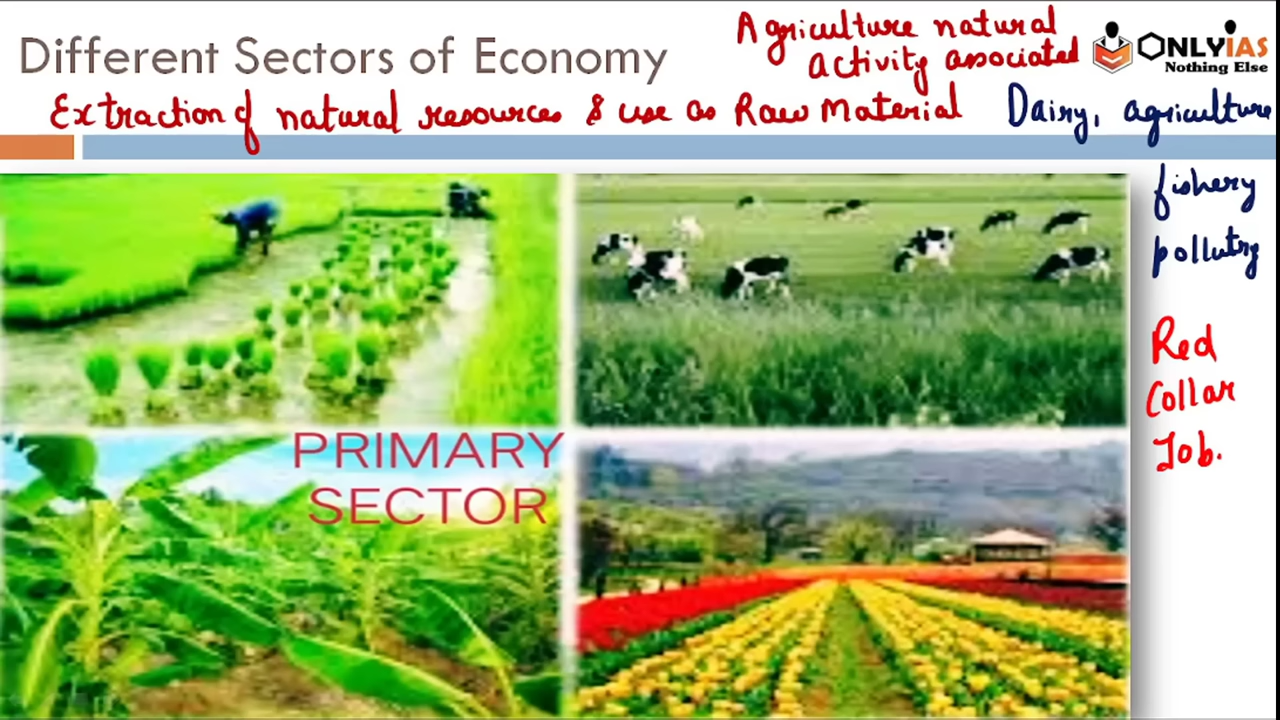 Different Sectors of Economy
Agriculture natural
activity associated
ONLYIAS
Nothing Else
Extraction of natural resources & use as Raw Material
Dairy, agriculture
fishery
Red
Collar
Job.
PRIMARY
SECTOR